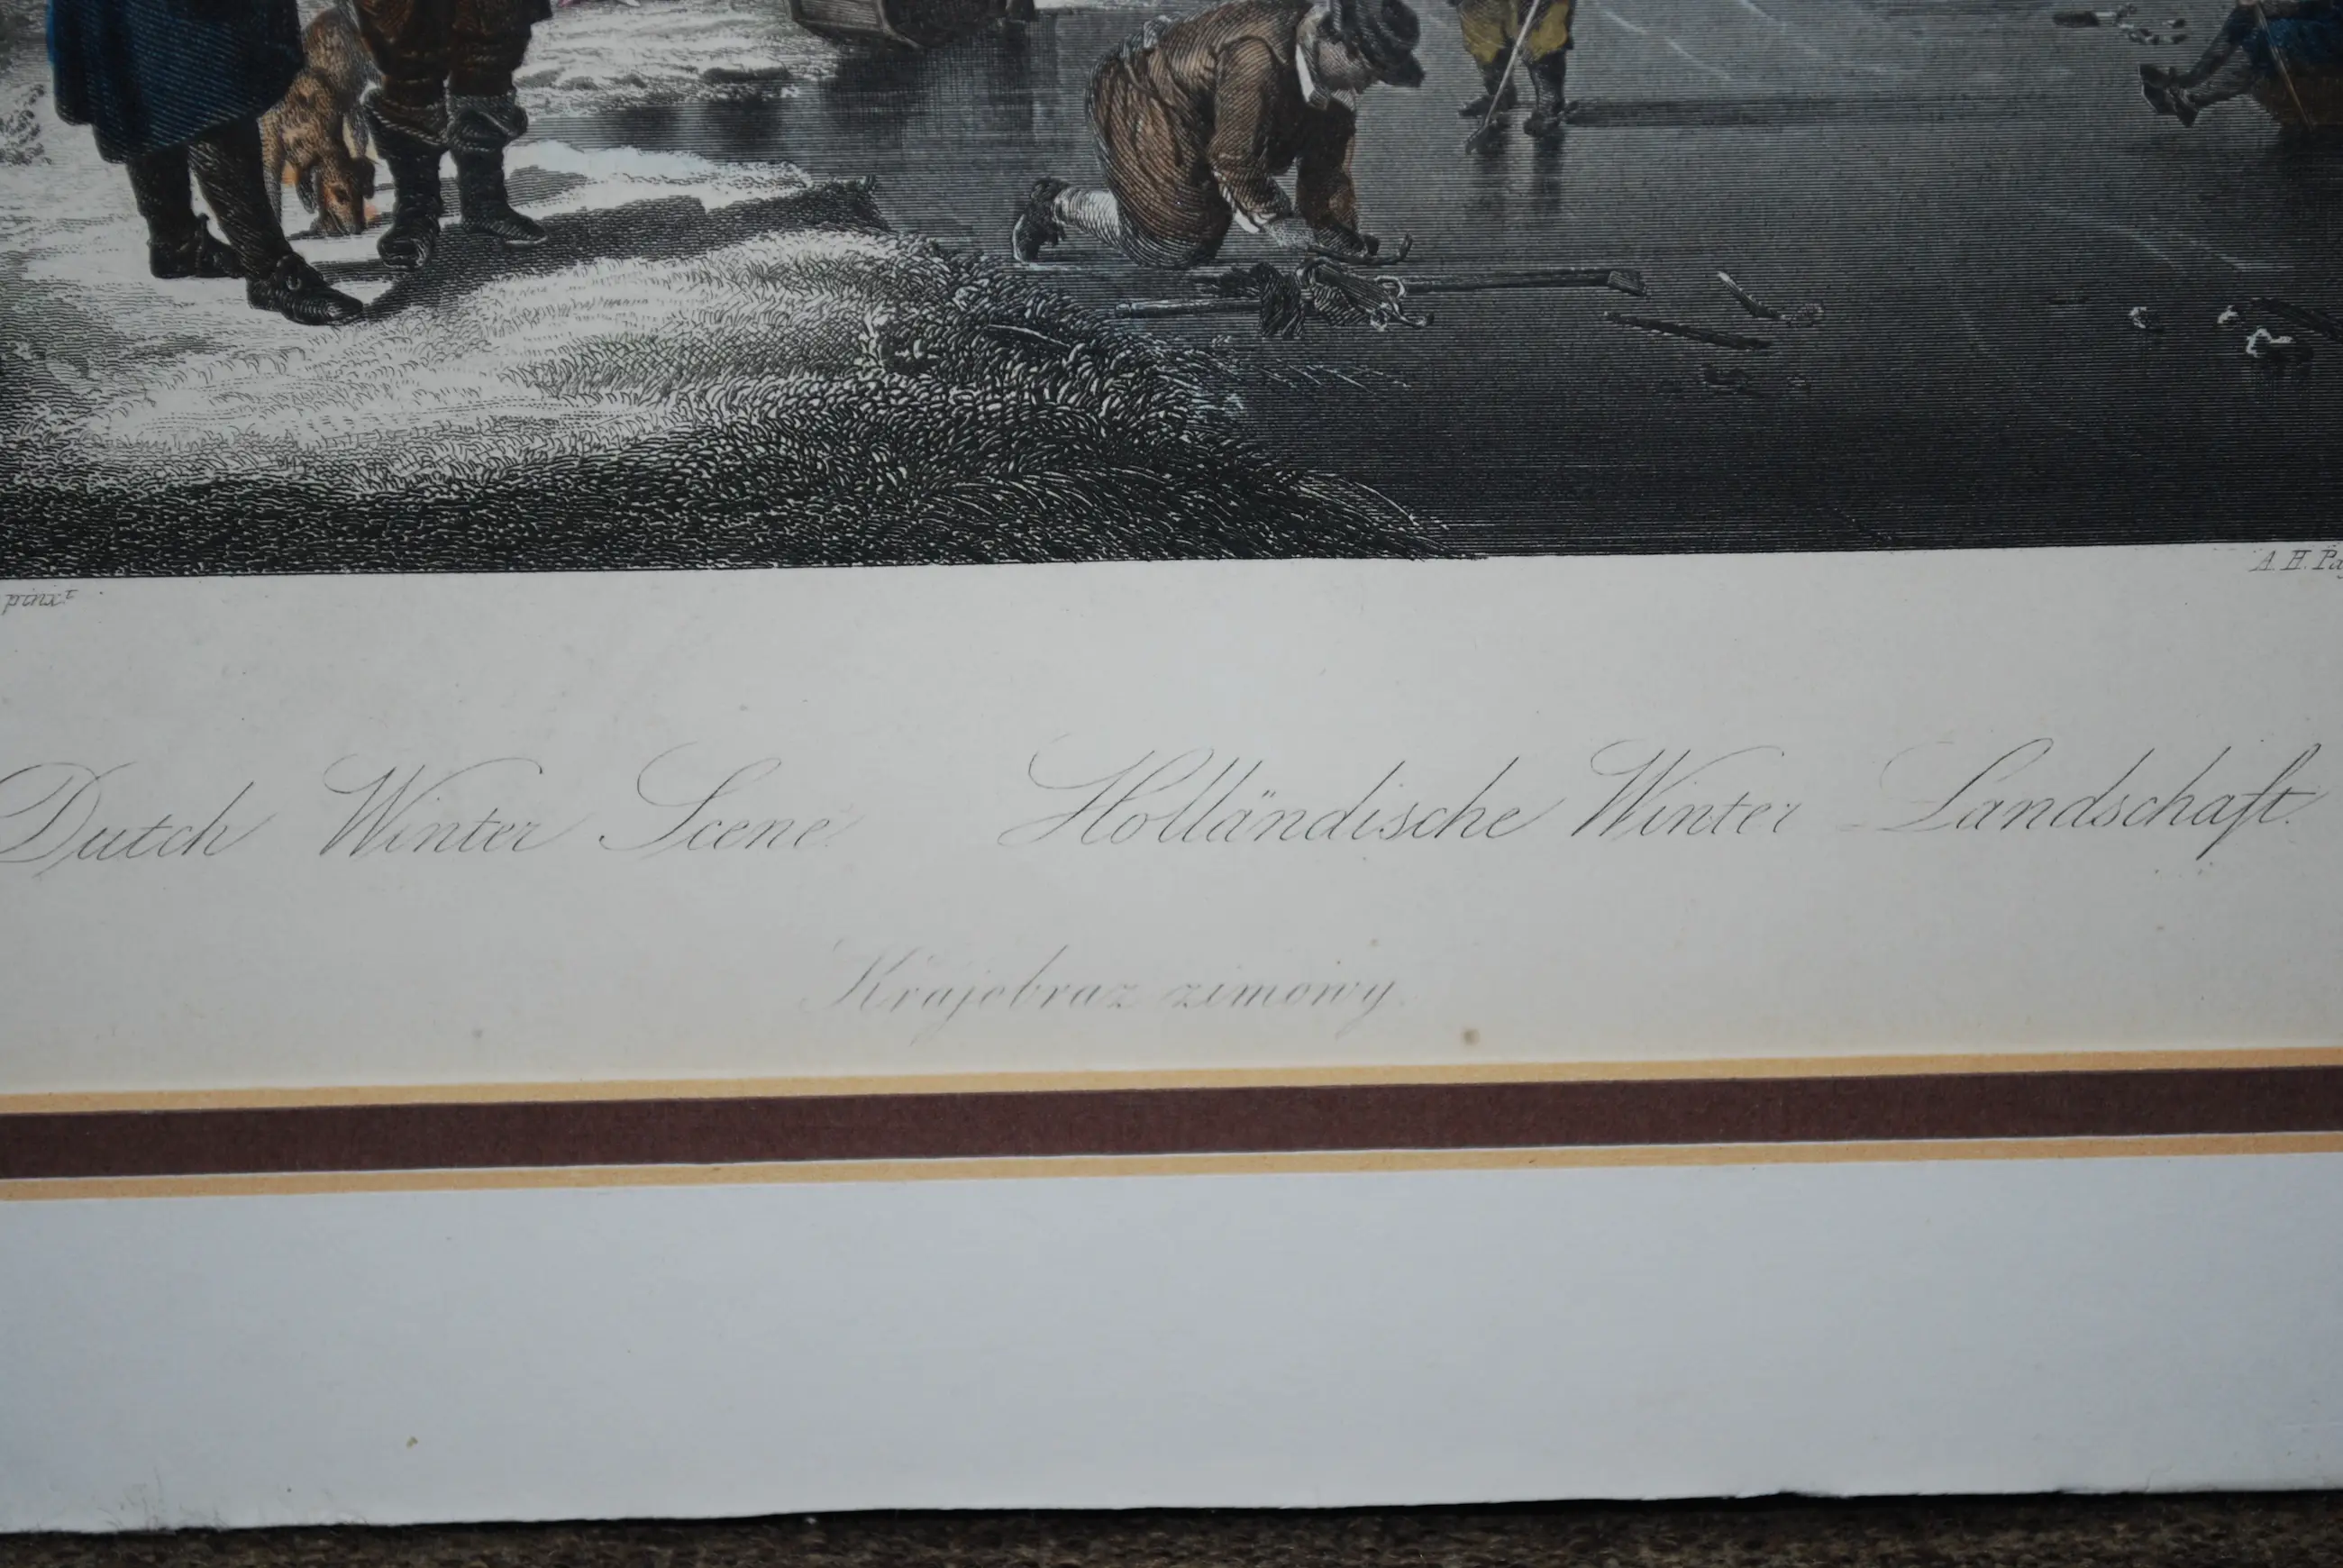 pinx.t
A. H. Pa
Dutch Winter Scene. Holländische Winter - Landschaft.
Krajobraz zimowy.